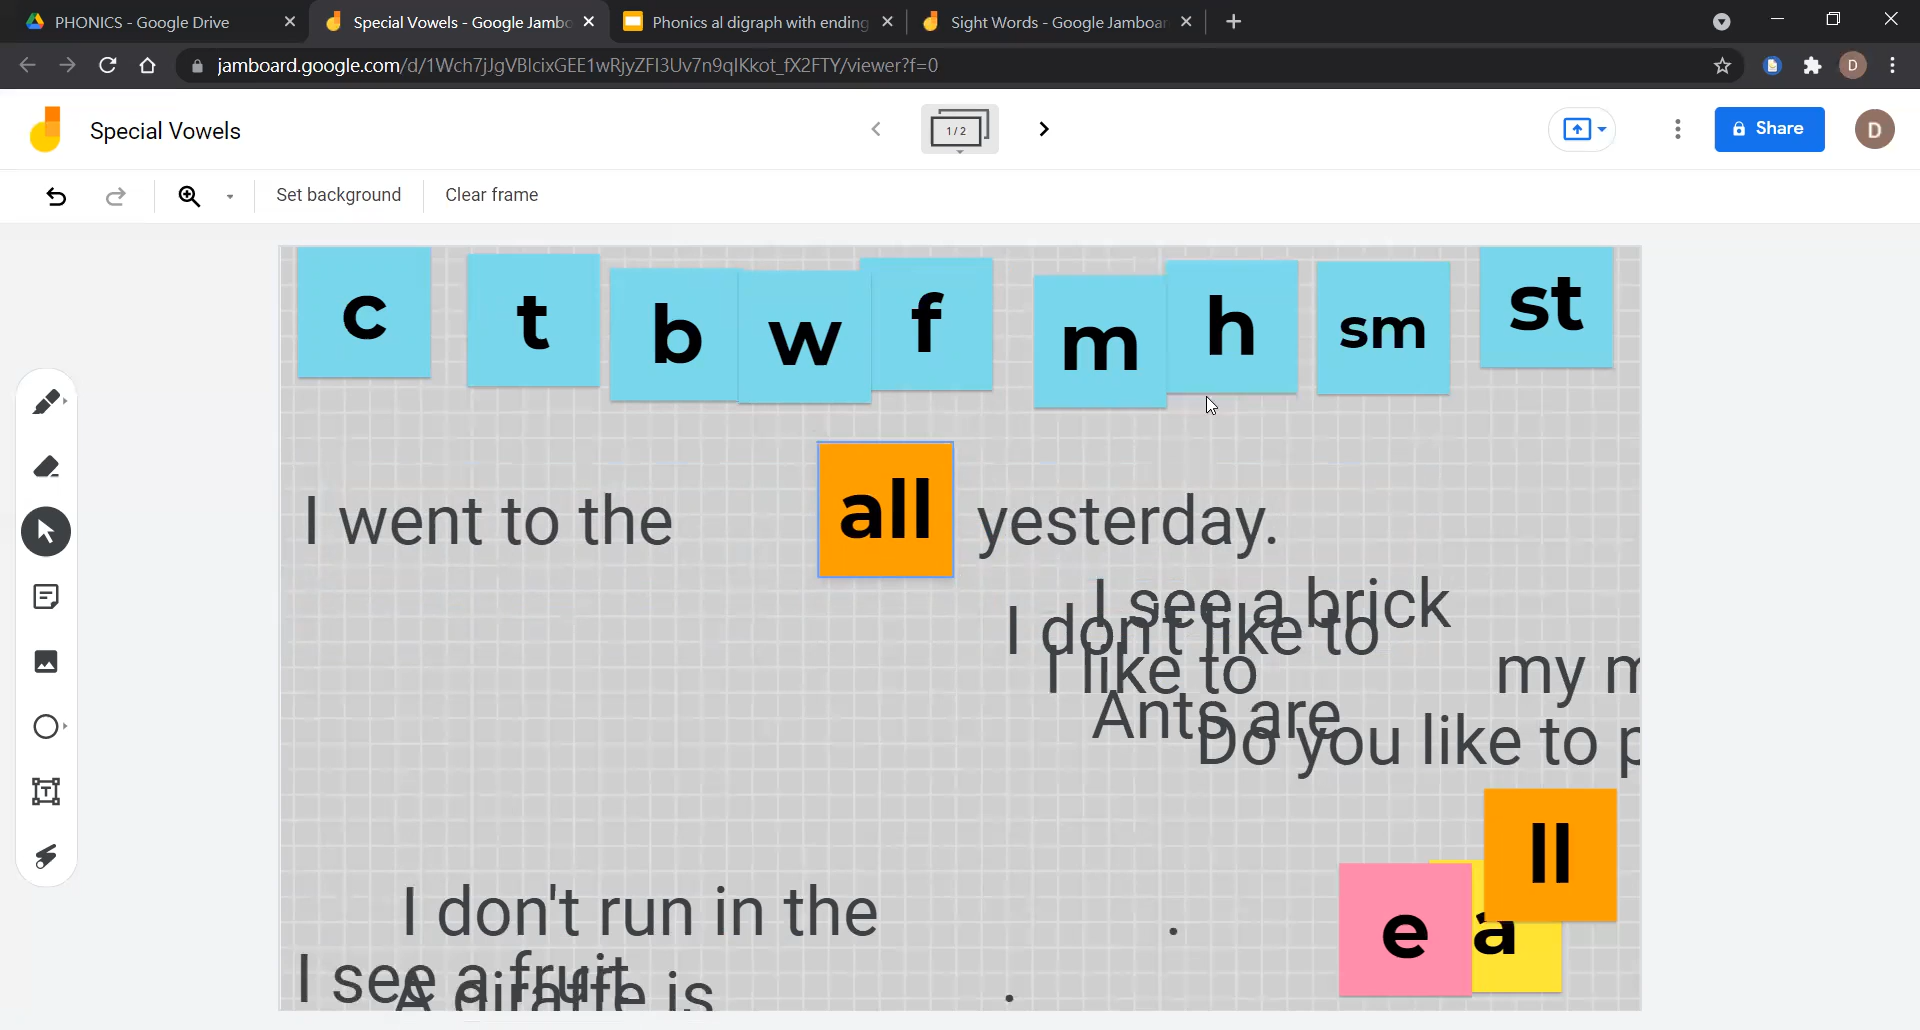 PHONICS - Google Drive
Special Vowels - Google Jambo
Phonics al digraph with ending
Sight Words - Google Jamboar
jamboard.google.com/d/1Wch7jJgVBlcixGEE1wRjyZFI3Uv7n9qlKkot_fX2FTY/viewer?f=0
D
Special Vowels
1 / 2
Share
D
Set background
Clear frame
c t b w f m h sm st
I went to the all yesterday.
I see a brick
I don't like to
I like to my m
Ants are
Do you like to p
ll
e a
I don't run in the .
I see a fruit
A giraffe is .